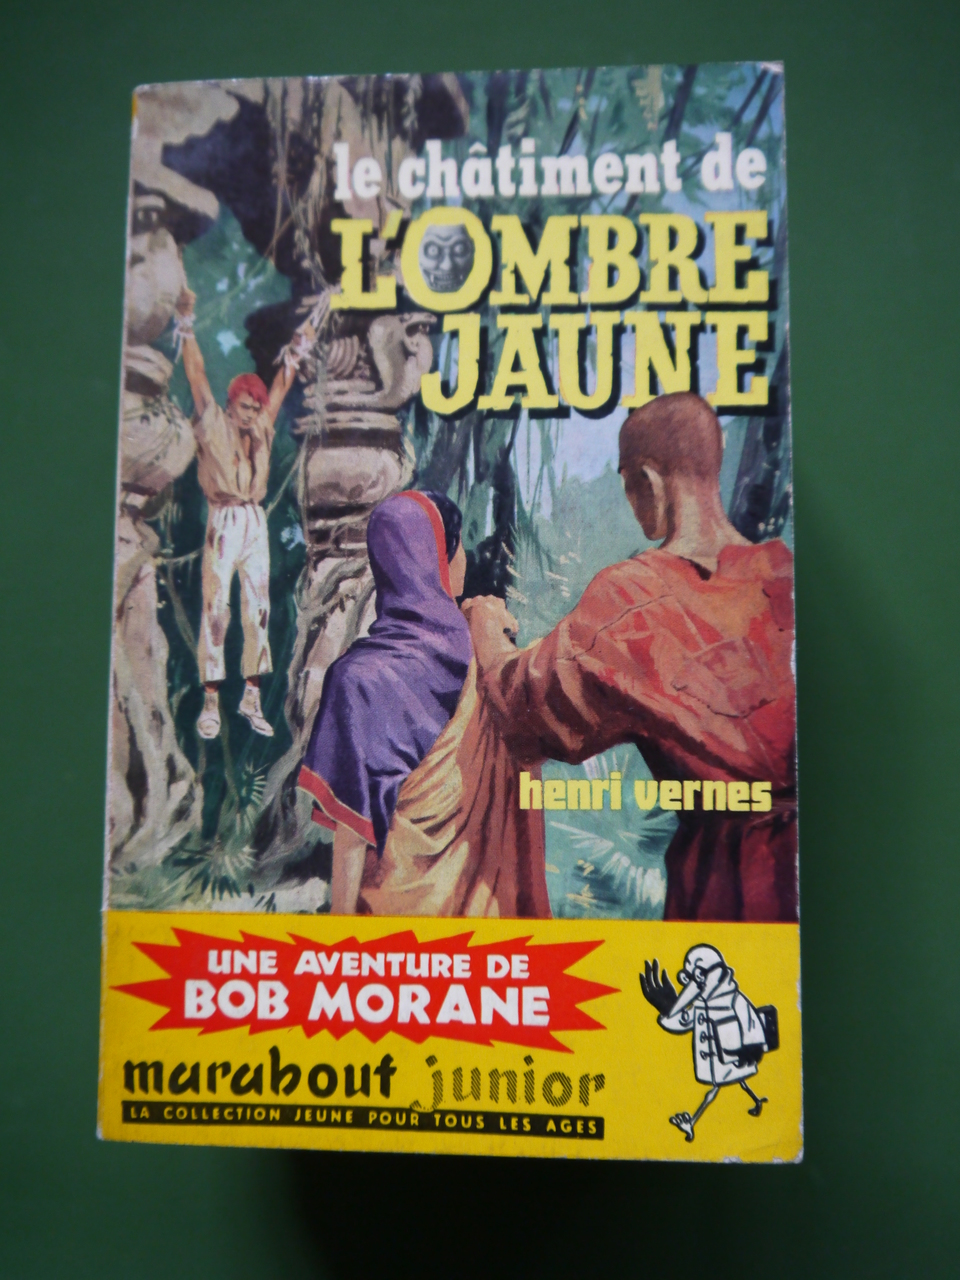 le châtiment de
L'OMBRE
JAUNE
henri vernes
UNE AVENTURE DE
BOB MORANE
marabout junior
LA COLLECTION JEUNE POUR TOUS LES AGES